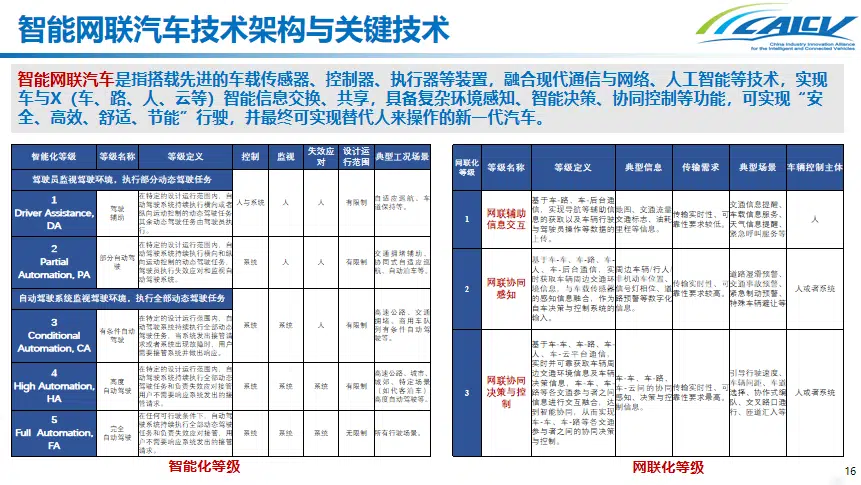 智能网联汽车技术架构与关键技术
CAICV
China Industry Innovation Alliance
for the Intelligent and Connected Vehicles
智能网联汽车是指搭载先进的车载传感器、控制器、执行器等装置，融合现代通信与网络、人工智能等技术，实现
车与X（车、路、人、云等）智能信息交换、共享，具备复杂环境感知、智能决策、协同控制等功能，可实现“安
全、高效、舒适、节能”行驶，并最终可实现替代人来操作的新一代汽车。
智能化等级 等级名称 等级定义 控制 监视 失效应对 设计运行范围 典型工况场景
驾驶员监视驾驶环境，执行部分动态驾驶任务
1
Driver Assistance,
DA
驾驶
辅助
在特定的设计运行范围内，自
动驾驶系统持续执行横向或者
纵向运动控制的动态驾驶任务，
其余动态驾驶任务由驾驶员执
行。
人与系统 人 人 有限制
自适应巡航、车
道保持等。
2
Partial
Automation, PA
部分自动驾
驶
在特定的设计运行范围内，自
动驾驶系统持续执行横向和纵
向运动控制的动态驾驶任务，
驾驶员执行失效应对和监视自
动驾驶系统。
系统 人 人 有限制
交通拥堵辅助、
协同式自适应巡
航、自动泊车等。
自动驾驶系统监视驾驶环境，执行全部动态驾驶任务
3
Conditional
Automation, CA
有条件自动
驾驶
在特定的设计运行范围内，自
动驾驶系统持续执行全部动态
驾驶任务，当系统发出接管请
求或者系统出现故障时，用户
需要接管系统并做出响应。
系统 系统 人 有限制
高速公路、交通
拥堵、商用车队
列有条件自动驾
驶等。
4
High Automation,
HA
高度
自动驾驶
在特定的设计运行范围内，自
动驾驶系统持续执行全部动态
驾驶任务和负责失效应对接管，
用户不需要响应系统发出的接
管请求。
系统 系统 系统 有限制
高速公路、城市、
城郊、特定场景
（如代客泊车）
高度自动驾驶等。
5
Full Automation,
FA
完全
自动驾驶
在任何可行驶条件下，自动驾
驶系统持续执行全部动态驾驶
任务和负责失效应对接管，用
户不需要响应系统发出的接管
请求。
系统 系统 系统 无限制 所有行驶场景。
智能化等级
网联化
等级
等级名称 等级定义 典型信息 传输需求 典型场景 车辆控制主体
1
网联辅助
信息交互
基于车-路、车-后台通
信，实现导航等辅助信
息的获取以及车辆行驶
与驾驶员操作等数据的
上传。
地图、交通流量、
交通标志、油耗、
里程等信息。
传输实时性、可
靠性要求较低。
交通信息提醒、
车载信息服务、
天气信息提醒、
紧急呼叫服务等
人
2
网联协同
感知
基于车-车、车-路、车-
人、车-后台通信，实
时获取车辆周边交通环
境信息，与车载传感器
的感知信息融合，作为
自车决策与控制系统的
输入。
周边车辆/行人/
非机动车位置、
信号灯相位、道
路预警等数字化
信息。
传输实时性、可
靠性要求较高。
道路湿滑预警、
交通事故预警、
紧急制动预警、
特殊车辆避让等
人或者系统
3
网联协同
决策与控
制
基于车-车、车-路、车-
人、车-云平台通信，
实时并可靠获取车辆周
边交通环境信息及车辆
决策信息，车-车、车-
路等各交通参与者之间
信息进行交互融合，达
到智能协同，从而实现
车-车、车-路等各交通
参与者之间的协同决策
与控制。
车-车、车-路、
车-云间的协同
感知、决策与控
制信息。
传输实时性、可
靠性要求最高。
引导行驶速度、
车辆间距、车道
选择、协作式编
队、交叉路口通
行、匝道汇入等
人或者系统
网联化等级
16